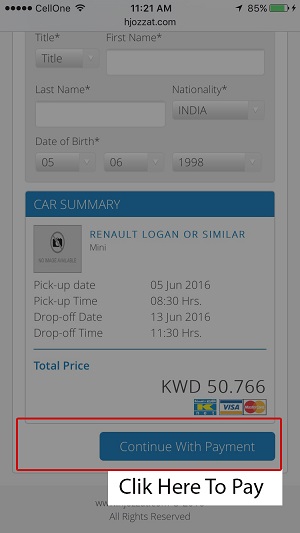 CellOne 11:21 AM 85%
hjozzat.com
Title* First Name*
Title
Last Name* Nationality*
INDIA
Date of Birth*
05 06 1998
CAR SUMMARY
RENAULT LOGAN OR SIMILAR
Mini
NO IMAGE AVAILABLE
Pick-up date 05 Jun 2016
Pick-up Time 08:30 Hrs.
Drop-off Date 13 Jun 2016
Drop-off Time 11:30 Hrs.
Total Price
KWD 50.766
VISA MasterCard
Continue With Payment
Clik Here To Pay
All Rights Reserved